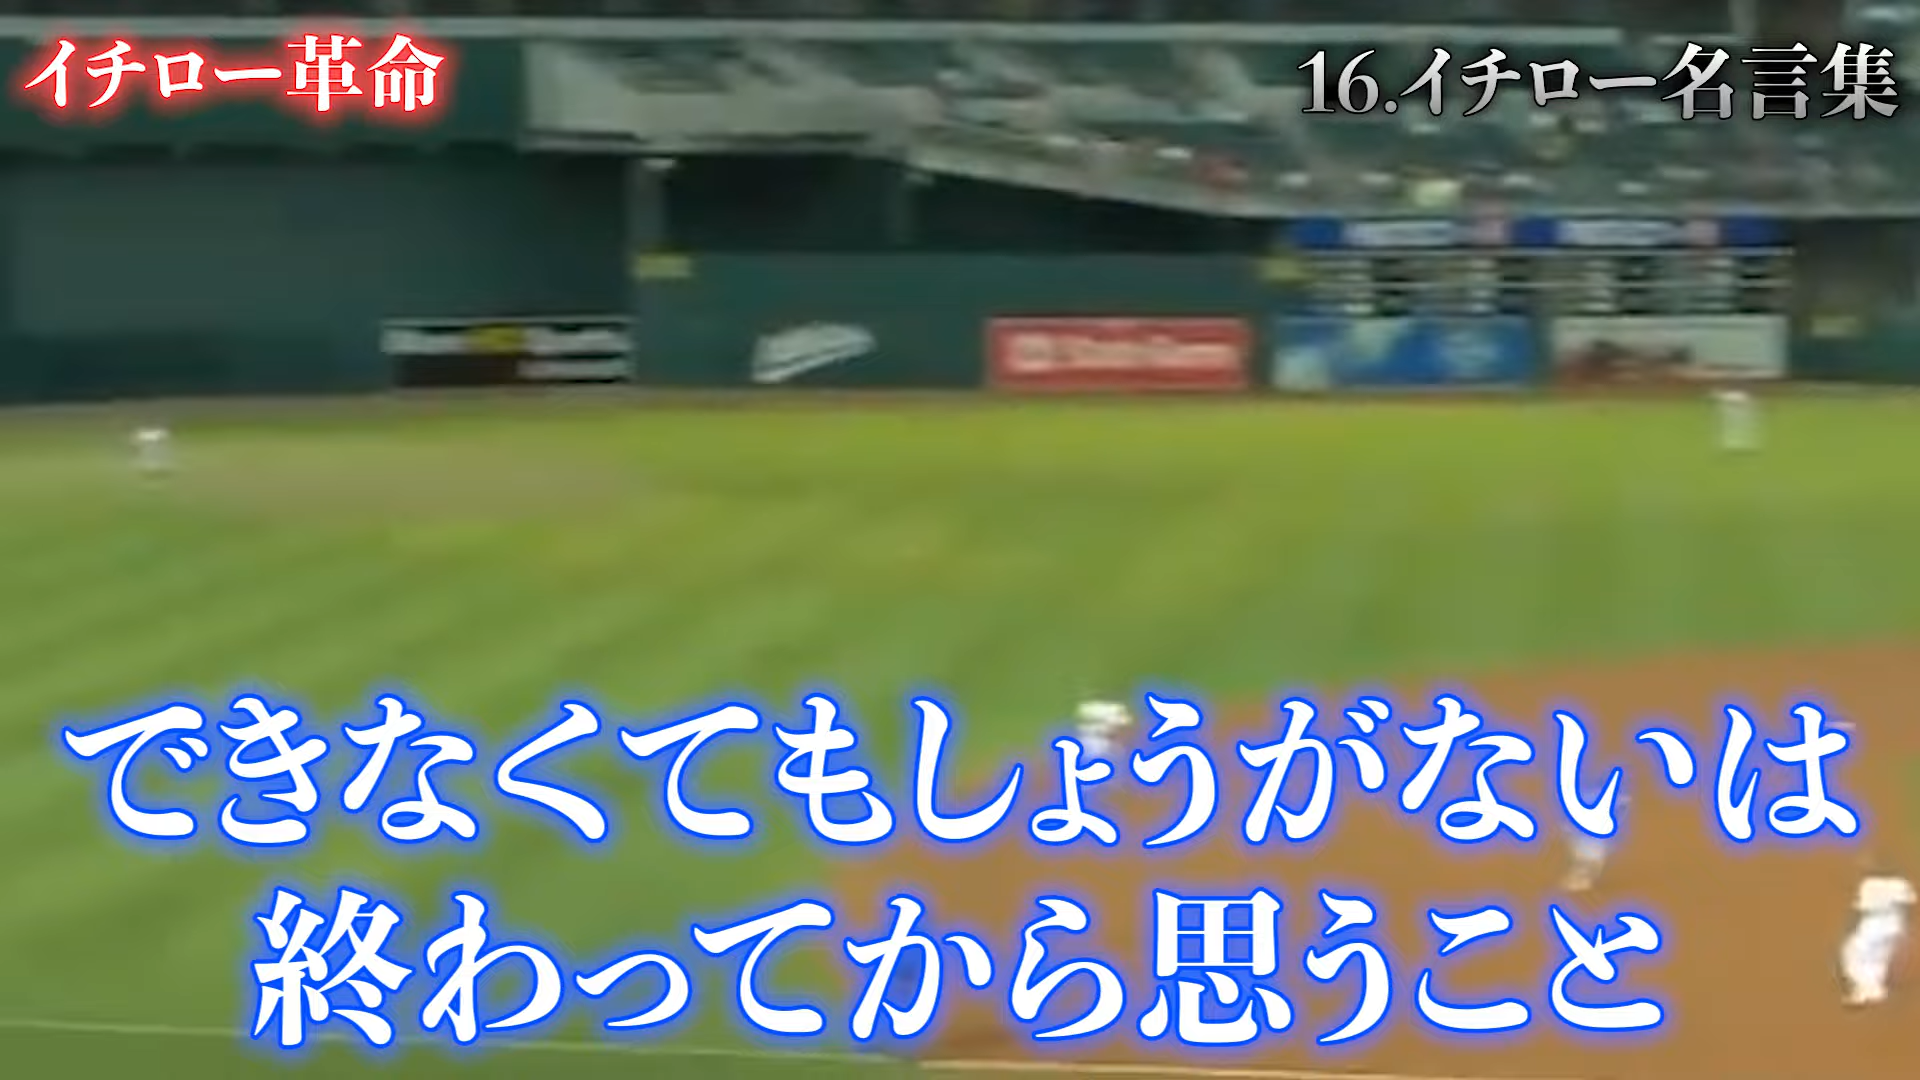 イチロー革命
16.イチロー名言集
できなくてもしょうがないは
終わってから思うこと